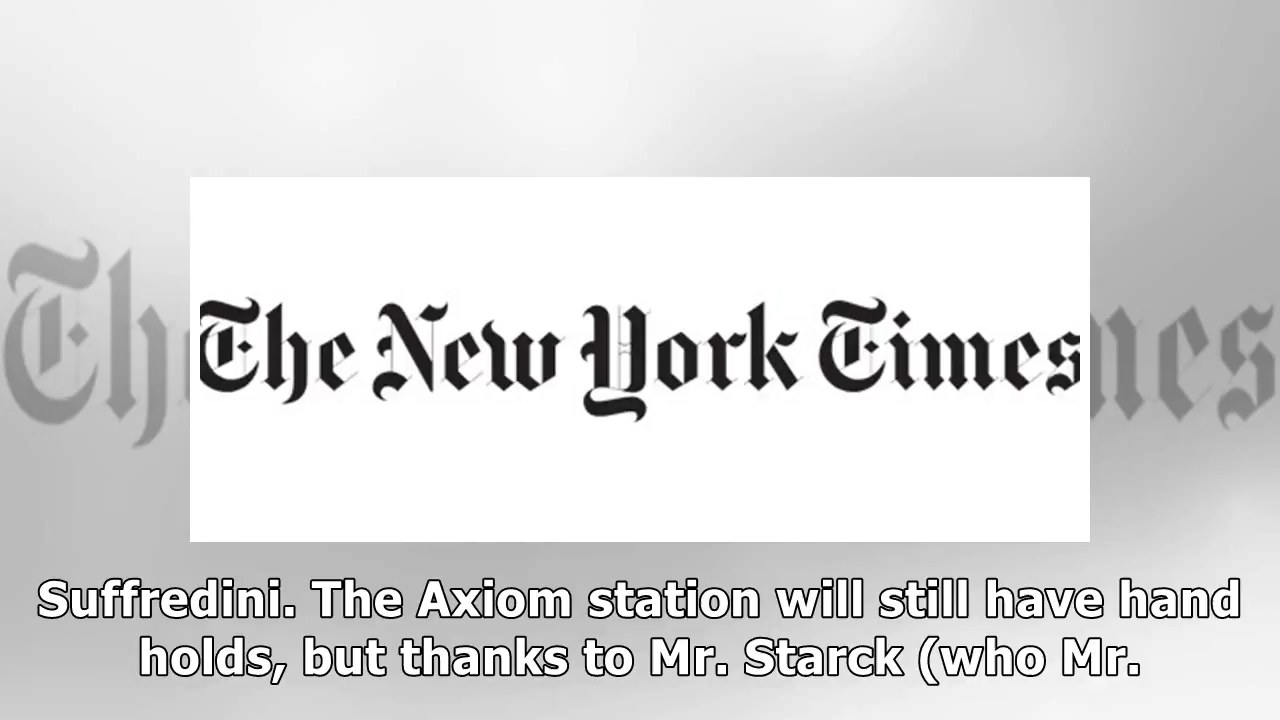 The New York Times
Suffredini. The Axiom station will still have hand
holds, but thanks to Mr. Starck (who Mr.